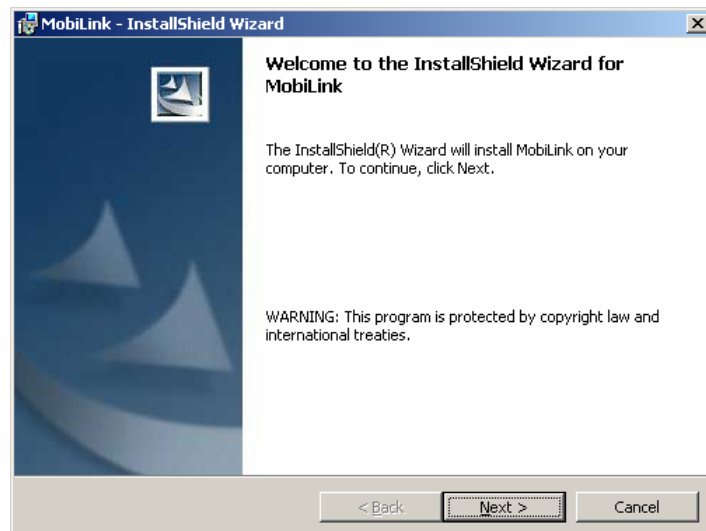 MobiLink - InstallShield Wizard
Welcome to the InstallShield Wizard for
MobiLink
The InstallShield(R) Wizard will install MobiLink on your
computer. To continue, click Next.
WARNING: This program is protected by copyright law and
international treaties.
< Back
Next >
Cancel